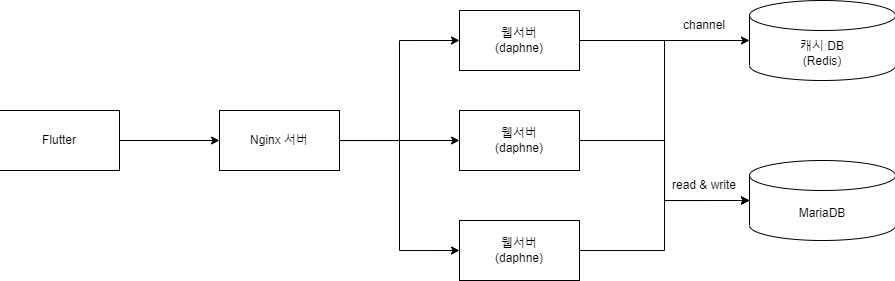 Flutter
Nginx 서버
웹서버
(daphne)
웹서버
(daphne)
웹서버
(daphne)
channel
캐시 DB
(Redis)
read & write
MariaDB